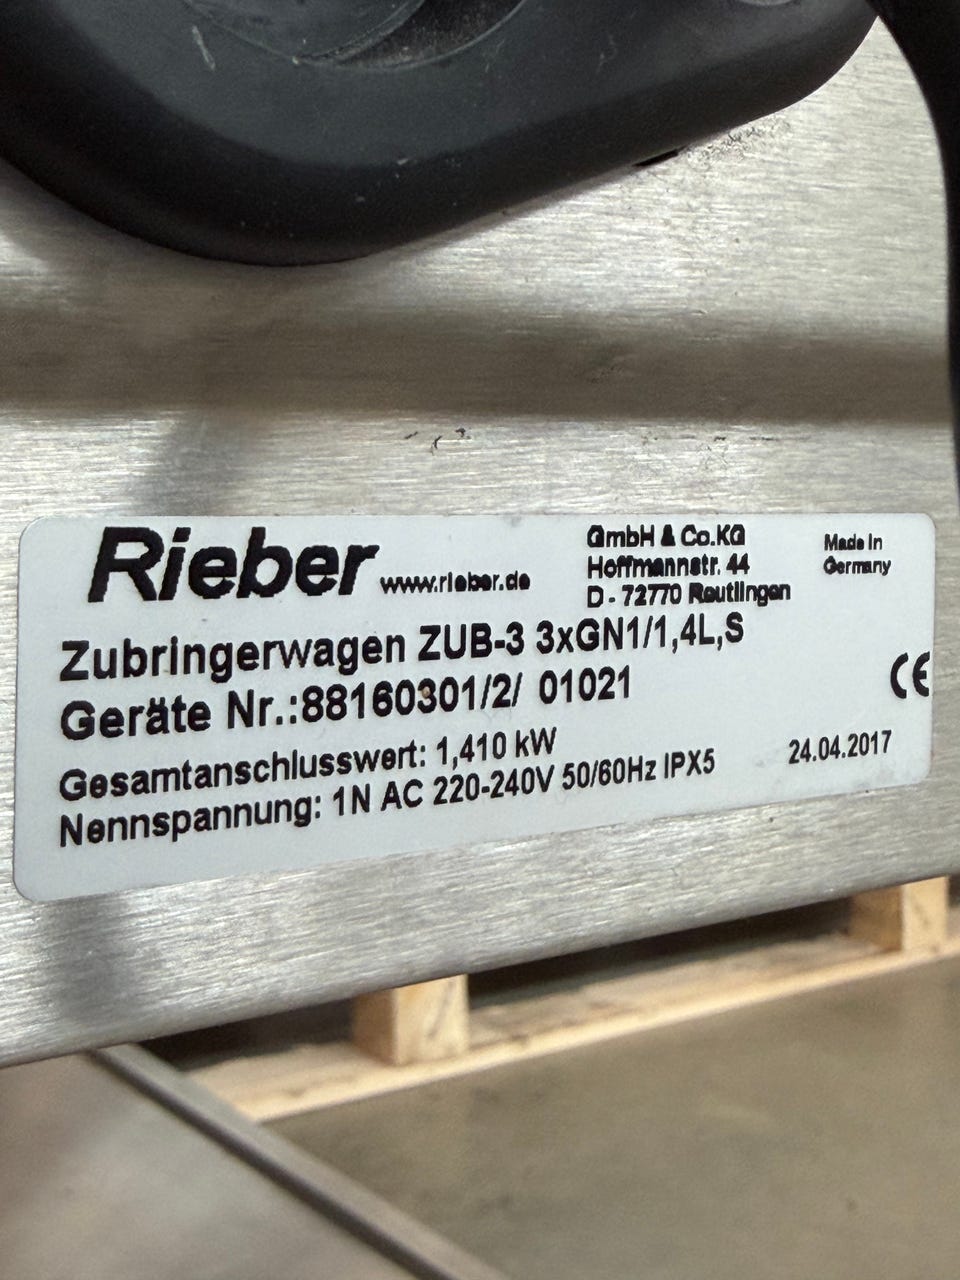 Rieber www.rieber.de
GmbH & Co.KG
Hoffmannstr. 44
D - 72770 Reutlingen
Made in
Germany
Zubringerwagen ZUB-3 3xGN1/1,4L,S
Geräte Nr.:88160301/2/ 01021
CE
Gesamtanschlusswert: 1,410 kW
Nennspannung: 1N AC 220-240V 50/60Hz IPX5
24.04.2017